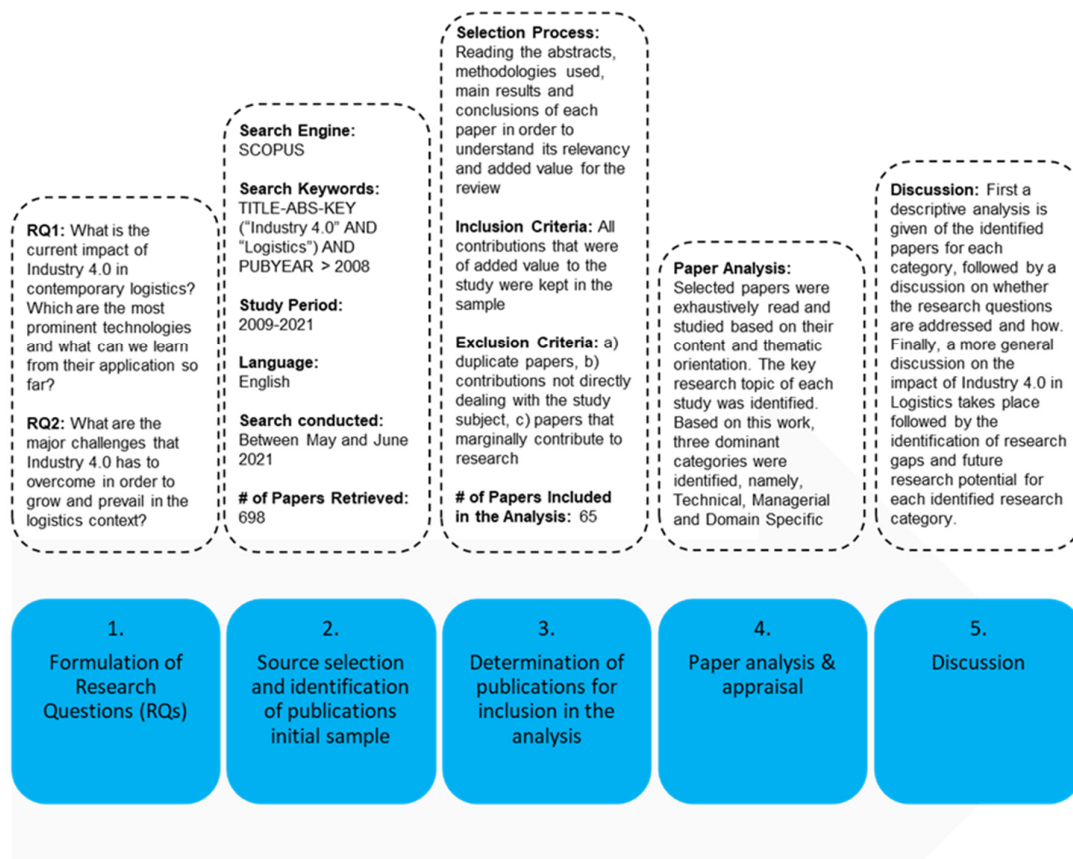 RQ1: What is the
current impact of
Industry 4.0 in
contemporary logistics?
Which are the most
prominent technologies
and what can we learn
from their application so
far?
RQ2: What are the
major challenges that
Industry 4.0 has to
overcome in order to
grow and prevail in the
logistics context?
Search Engine:
SCOPUS
Search Keywords:
TITLE-ABS-KEY
(“Industry 4.0” AND
“Logistics”) AND
PUBYEAR > 2008
Study Period:
2009-2021
Language:
English
Search conducted:
Between May and June
2021
# of Papers Retrieved:
698
Selection Process:
Reading the abstracts,
methodologies used,
main results and
conclusions of each
paper in order to
understand its relevancy
and added value for the
review
Inclusion Criteria: All
contributions that were
of added value to the
study were kept in the
sample
Exclusion Criteria: a)
duplicate papers, b)
contributions not directly
dealing with the study
subject, c) papers that
marginally contribute to
research
# of Papers Included
in the Analysis: 65
Paper Analysis:
Selected papers were
exhaustively read and
studied based on their
content and thematic
orientation. The key
research topic of each
study was identified.
Based on this work,
three dominant
categories were
identified, namely,
Technical, Managerial
and Domain Specific
Discussion: First a
descriptive analysis is
given of the identified
papers for each
category, followed by a
discussion on whether
the research questions
are addressed and how.
Finally, a more general
discussion on the
impact of Industry 4.0 in
Logistics takes place
followed by the
identification of research
gaps and future
research potential for
each identified research
category.
1.
Formulation of
Research
Questions (RQs)
2.
Source selection
and identification
of publications
initial sample
3.
Determination of
publications for
inclusion in the
analysis
4.
Paper analysis &
appraisal
5.
Discussion